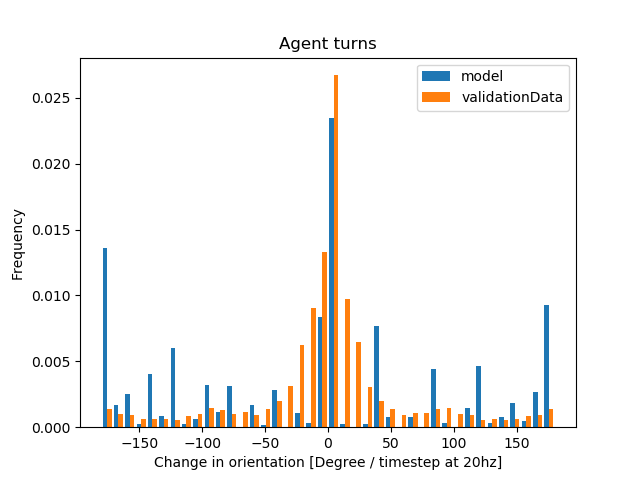 Agent turns
model
validationData
0.025
0.020
0.015
0.010
0.005
0.000
Frequency
−150
−100
−50
0
50
100
150
Change in orientation [Degree / timestep at 20hz]